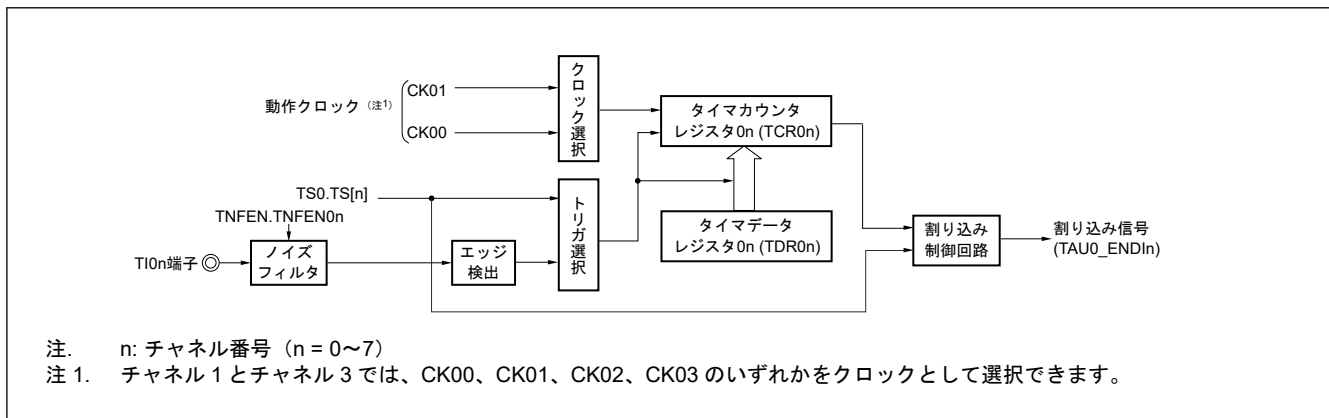 動作クロック（注1）
CK01
CK00
クロック選択
タイマカウンタ
レジスタ0n (TCR0n)
TS0.TS[n]
TNFEN.TNFEN0n
TI0n端子
ノイズ
フィルタ
エッジ
検出
トリガ選択
タイマデータ
レジスタ0n (TDR0n)
割り込み
制御回路
割り込み信号
(TAU0_ENDIn)
注. n: チャネル番号（n = 0～7）
注 1. チャネル 1 とチャネル 3 では、CK00、CK01、CK02、CK03 のいずれかをクロックとして選択できます。